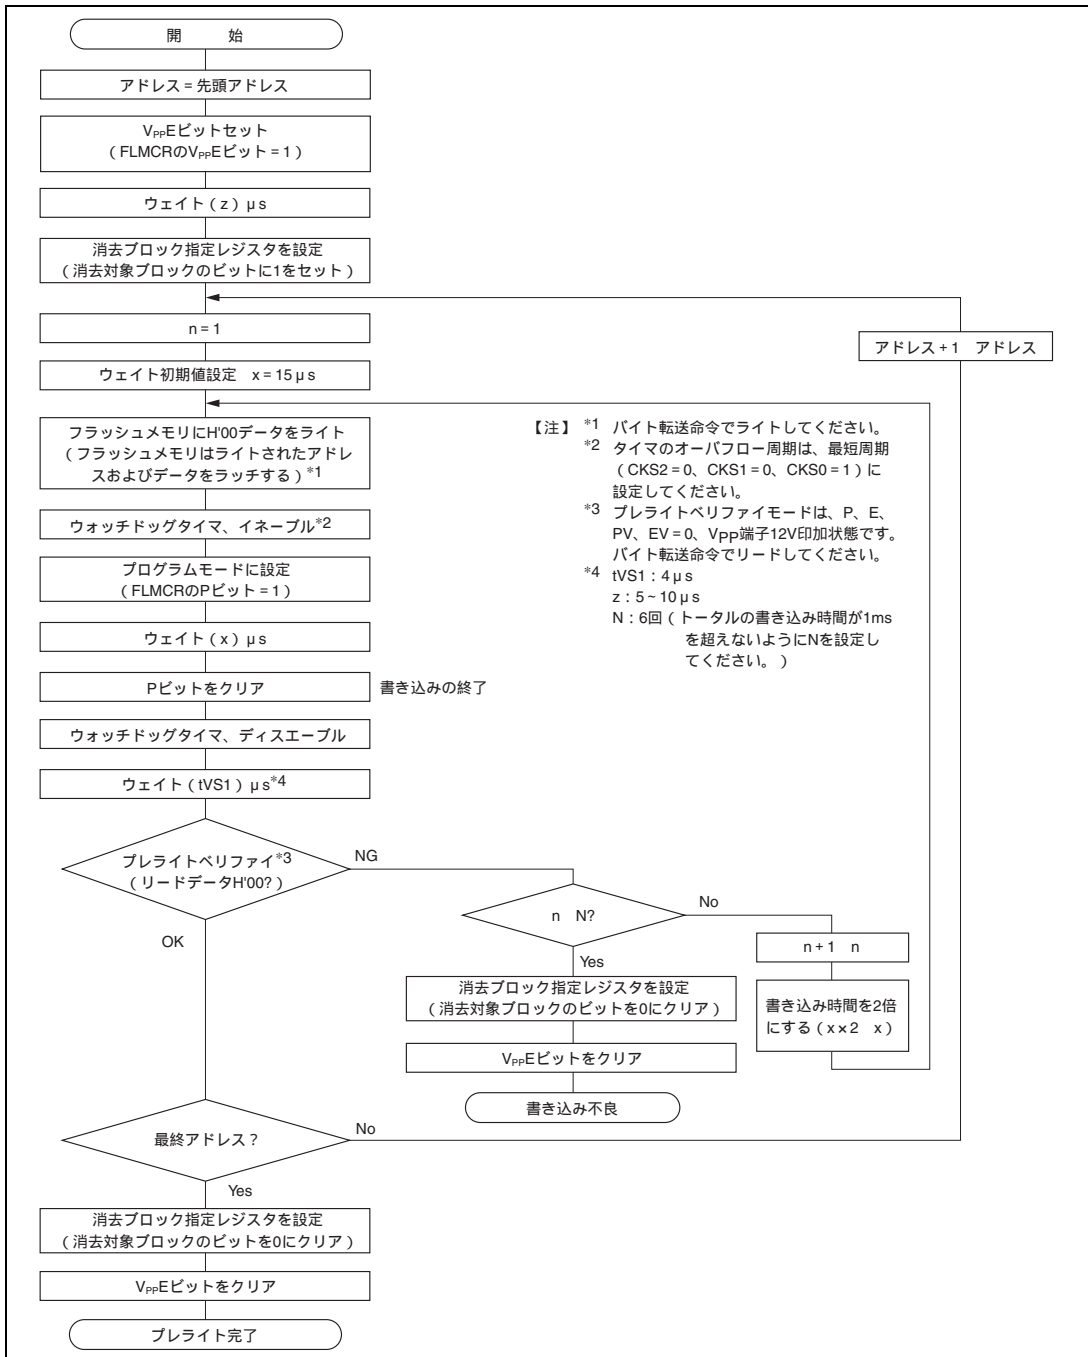 開 始
アドレス = 先頭アドレス
VPPEビットセット
（FLMCRのVPPEビット = 1）
ウェイト（z）μs
消去ブロック指定レジスタを設定
（消去対象ブロックのビットに1をセット）
n = 1
ウェイト初期値設定 x = 15μs
アドレス + 1 アドレス
フラッシュメモリにH'00データをライト
（フラッシュメモリはライトされたアドレ
スおよびデータをラッチする）*1
ウォッチドッグタイマ、イネーブル*2
プログラムモードに設定
（FLMCRのPビット = 1）
ウェイト（x）μs
Pビットをクリア 書き込みの終了
ウォッチドッグタイマ、ディスエーブル
ウェイト（tVS1）μs*4
【注】 *1 バイト転送命令でライトしてください。
*2 タイマのオーバフロー周期は、最短周期
（CKS2 = 0、CKS1 = 0、CKS0 = 1）に
設定してください。
*3 プレライトベリファイモードは、P、E、
PV、EV = 0、VPP端子12V印加状態です。
バイト転送命令でリードしてください。
*4 tVS1：4μs
z：5~10μs
N：6回（トータルの書き込み時間が1ms
を超えないようにNを設定し
てください。）
プレライトベリファイ*3
（リードデータH'00?）
NG
OK
n N?
No
Yes
n + 1 n
書き込み時間を2倍
にする（x×2 x）
消去ブロック指定レジスタを設定
（消去対象ブロックのビットを0にクリア）
VPPEビットをクリア
書き込み不良
最終アドレス？
No
Yes
消去ブロック指定レジスタを設定
（消去対象ブロックのビットを0にクリア）
VPPEビットをクリア
プレライト完了